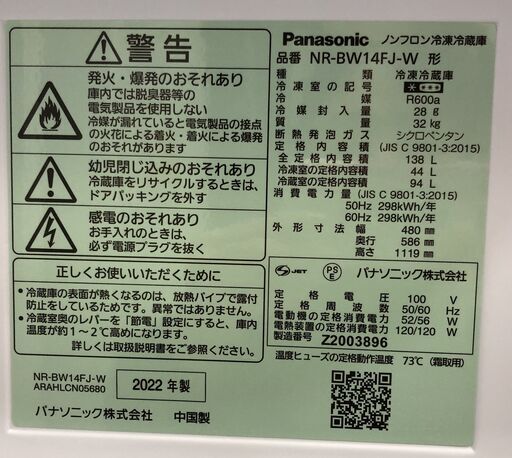 警告
発火・爆発のおそれあり
庫内では脱臭器等の
電気製品を使用しない
冷媒が漏れていると電気製品の接点
の火花による着火・着火・爆発
幼児閉じ込みのおそれあり
冷蔵庫をリサイクルするときは、
ドアパッキングを外す
感電のおそれあり
お手入れのときは、
必ず電源プラグを抜く
正しくお使いいただくために
●冷蔵庫の表面が熱くなるのは、放熱パイプで露付
防止をしているためです。異常ではありません。
●冷蔵室奥のレバーを「節電」設定にすると、庫内
温度が約1~2℃高めになります。
詳しくは取扱説明書をご覧ください。
NR-BW14FJ-W
ARAHLCN05680
2022年製
パナソニック株式会社 中国製
Panasonic ノンフロン冷凍冷蔵庫
品番 NR-BW14FJ-W 形
種類 冷凍冷蔵庫
冷凍室の記号 ＊＊＊＊
冷媒 R600a
冷媒封入量 28 g
質量 32 kg
断熱発泡ガス シクロペンタン
定格内容積 (JIS C 9801-3:2015)
全定格内容積 138 L
冷凍室の定格内容積 44 L
冷蔵室の定格内容積 94 L
消費電力量 (JIS C 9801-3:2015)
50Hz 298kWh/年
60Hz 298kWh/年
外形寸法 幅 480 mm
奥行 586 mm
高さ 1119 mm
S JET PS E パナソニック株式会社
定格電圧 100 V
定格周波数 50/60 Hz
電動機の定格消費電力 52/56 W
電熱装置の定格消費電力 120/120 W
製造番号 Z2003896
温度ヒューズの定格動作温度 73℃ (霜取用)